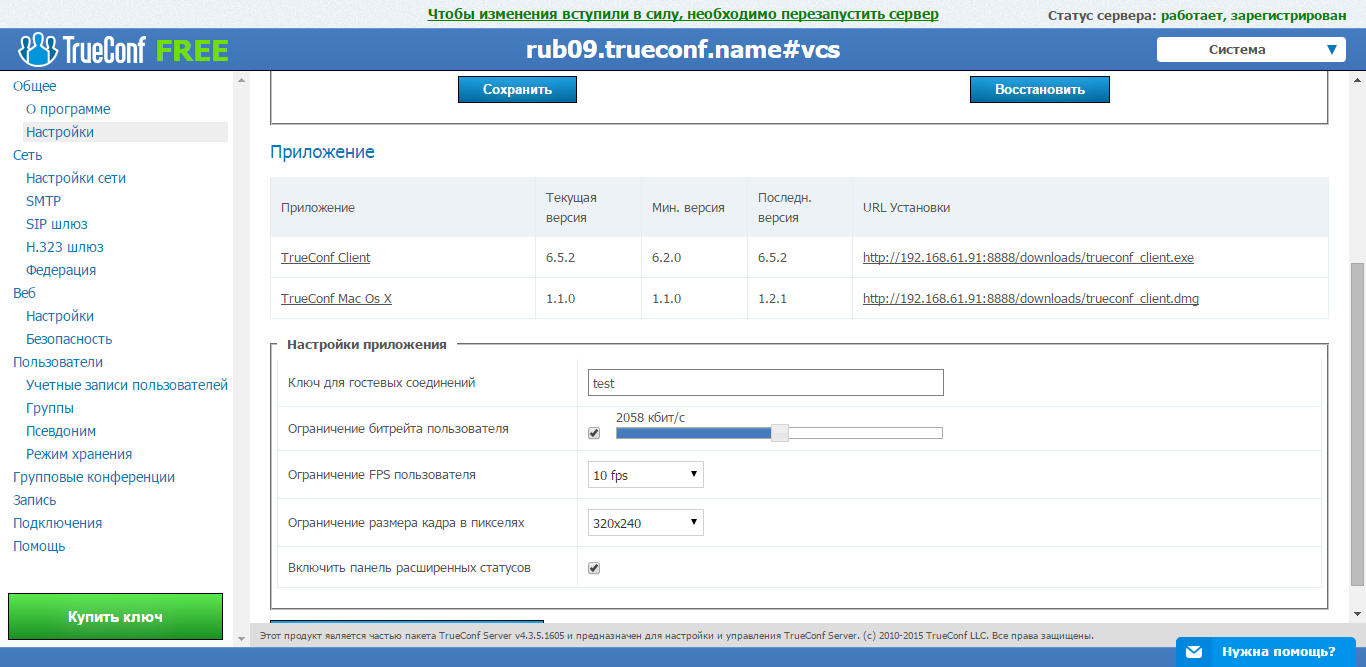 Чтобы изменения вступили в силу, необходимо перезапустить сервер
Статус сервера: работает, зарегистрирован
TrueConf FREE
rub09.trueconf.name#vcs
Система
Общее
О программе
Настройки
Сеть
Настройки сети
SMTP
SIP шлюз
H.323 шлюз
Федерация
Веб
Настройки
Безопасность
Пользователи
Учетные записи пользователей
Группы
Псевдоним
Режим хранения
Групповые конференции
Запись
Подключения
Помощь
Купить ключ
Сохранить
Восстановить
Приложение
Приложение Текущая версия Мин. версия Последн. версия URL Установки
TrueConf Client 6.5.2 6.2.0 6.5.2 http://192.168.61.91:8888/downloads/trueconf_client.exe
TrueConf Mac Os X 1.1.0 1.1.0 1.2.1 http://192.168.61.91:8888/downloads/trueconf_client.dmg
Настройки приложения
Ключ для гостевых соединений test
2058 кбит/с
Ограничение битрейта пользователя
Ограничение FPS пользователя 10 fps
Ограничение размера кадра в пикселях 320x240
Включить панель расширенных статусов
Этот продукт является частью пакета TrueConf Server v4.3.5.1605 и предназначен для настройки и управления TrueConf Server. (c) 2010-2015 TrueConf LLC. Все права защищены.
Нужна помощь?